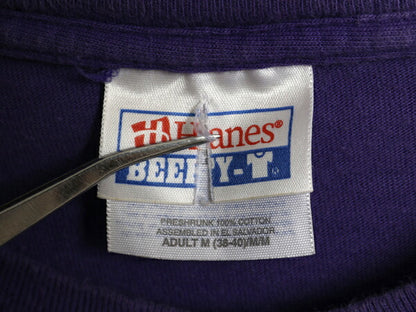 Hanes®
BEEFY-T
PRESHRUNK 100% COTTON
ASSEMBLED IN EL SALVADOR
ADULT M (38-40)/M/M